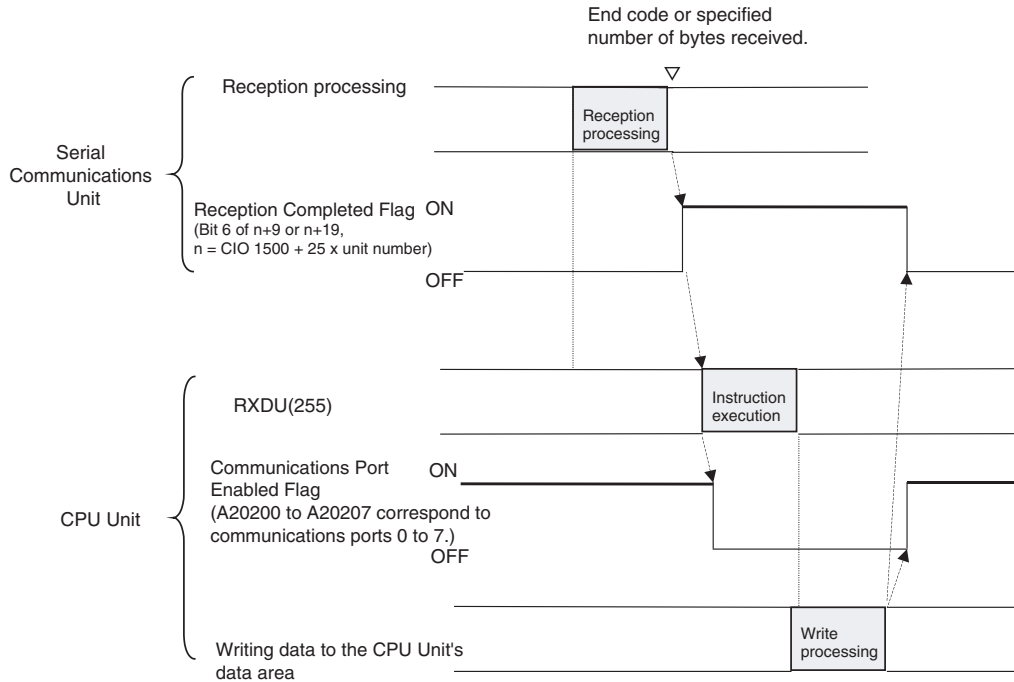 End code or specified
number of bytes received.
Reception processing
Reception
processing
Serial
Communications
Unit
Reception Completed Flag
ON
(Bit 6 of n+9 or n+19,
n = CIO 1500 + 25 x unit number)
OFF
RXDU(255)
Instruction
execution
Communications Port
Enabled Flag
(A20200 to A20207 correspond to
communications ports 0 to 7.)
ON
OFF
CPU Unit
Writing data to the CPU Unit's
data area
Write
processing